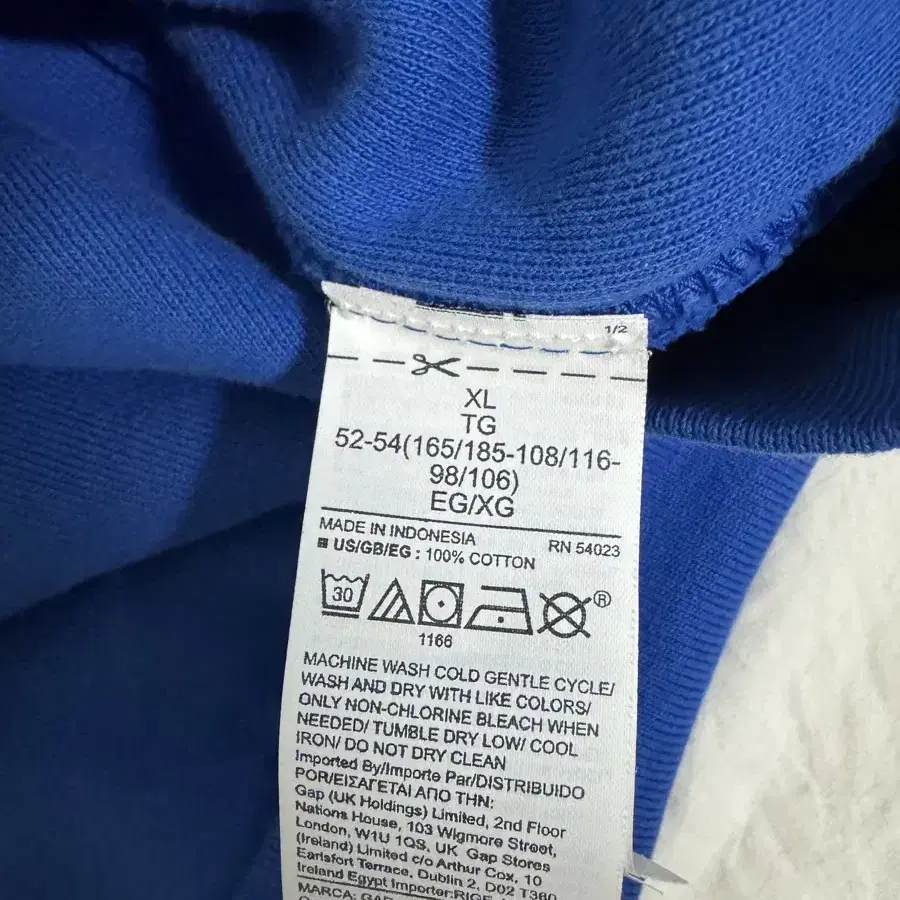 1/2
XL
TG
52-54(165/185-108/116-
98/106)
EG/XG
MADE IN INDONESIA RN 54023
US/GB/EG : 100% COTTON
30 ®
1166
MACHINE WASH COLD GENTLE CYCLE/
WASH AND DRY WITH LIKE COLORS/
ONLY NON-CHLORINE BLEACH WHEN
NEEDED/ TUMBLE DRY LOW/ COOL
IRON/ DO NOT DRY CLEAN
Imported By/Importe Par/DISTRIBUIDO
POR/ΕΙΣΑΓΕΤΑΙ ΑΠΟ ΤΗΝ:
Gap (UK Holdings) Limited, 2nd Floor
Nations House, 103 Wigmore Street,
London, W1U 1QS, UK Gap Stores
(Ireland) Limited c/o Arthur Cox, 10
Earlsfort Terrace, Dublin 2, D02 T380
Ireland Egypt Importer:
MARCA: GAP